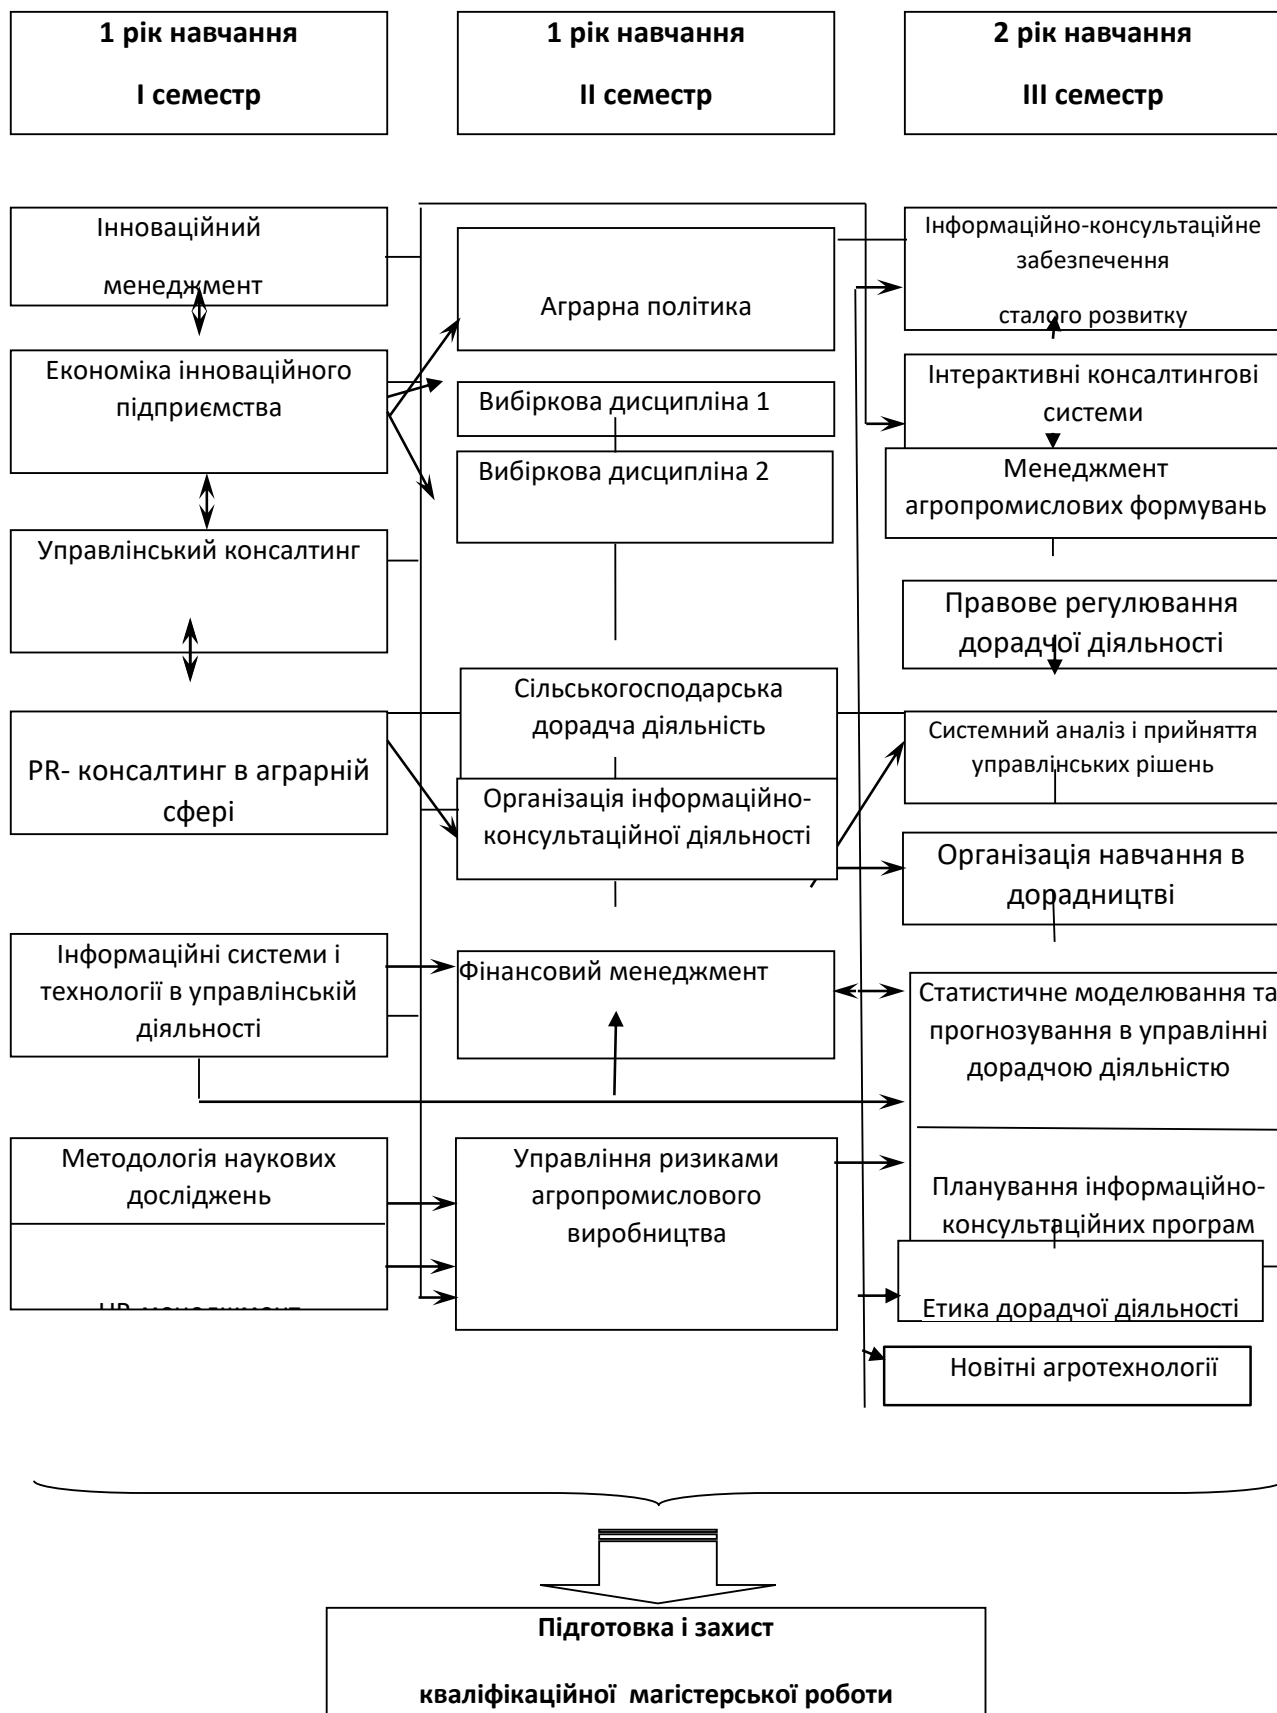 1 рік навчання
І семестр
1 рік навчання
ІІ семестр
2 рік навчання
ІІІ семестр
Інноваційний
менеджмент
Економіка інноваційного
підприємства
Управлінський консалтинг
PR- консалтинг в аграрній
сфері
Інформаційні системи і
технології в управлінській
діяльності
Методологія наукових
досліджень
Аграрна політика
Вибіркова дисципліна 1
Вибіркова дисципліна 2
Сільськогосподарська
дорадча діяльність
Організація інформаційно-
консультаційної діяльності
Фінансовий менеджмент
Управління ризиками
агропромислового
виробництва
Інформаційно-консультаційне
забезпечення
сталого розвитку
Інтерактивні консалтингові
системи
Менеджмент
агропромислових формувань
Правове регулювання
дорадчої діяльності
Системний аналіз і прийняття
управлінських рішень
Організація навчання в
дорадництві
Статистичне моделювання та
прогнозування в управлінні
дорадчою діяльністю
Планування інформаційно-
консультаційних програм
Етика дорадчої діяльності
Новітні агротехнології
Підготовка і захист
кваліфікаційної магістерської роботи